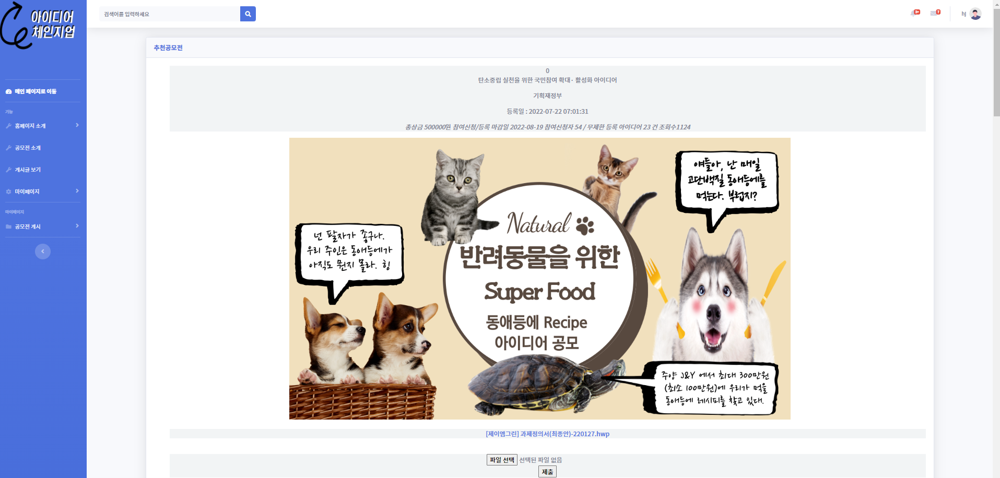 아이디어
체인지업
검색어를 입력하세요
3+
7
hj
메인 페이지로 이동
기능
홈페이지 소개
공모전 소개
게시글 보기
마이페이지
마이페이지
공모전 게시
추천공모전
0
탄소중립 실천을 위한 국민참여 확대· 활성화 아이디어
기획재정부
등록일 : 2022-07-22 07:01:31
총상금 500000원 참여신청/등록 마감일 2022-08-19 참여신청자 54 / 무제한 등록 아이디어 23 건 조회수1124
얘들아, 난 매일
고단백질 동애등에를
먹는다. 부럽지?
넌 팔자가 좋구나.
우리 주인은 동애등에가
아직도 뭔지 몰라. 힝
Natural
반려동물을 위한
Super Food
동애등에 Recipe
아이디어 공모
주양 J&Y 에서 최대 300만원
(최소 100만원)에 우리가 먹을
동애등에 레시피를 찾고 있대.
[제이엠그린] 과제정의서(최종안)-220127.hwp
파일 선택 선택된 파일 없음
제출